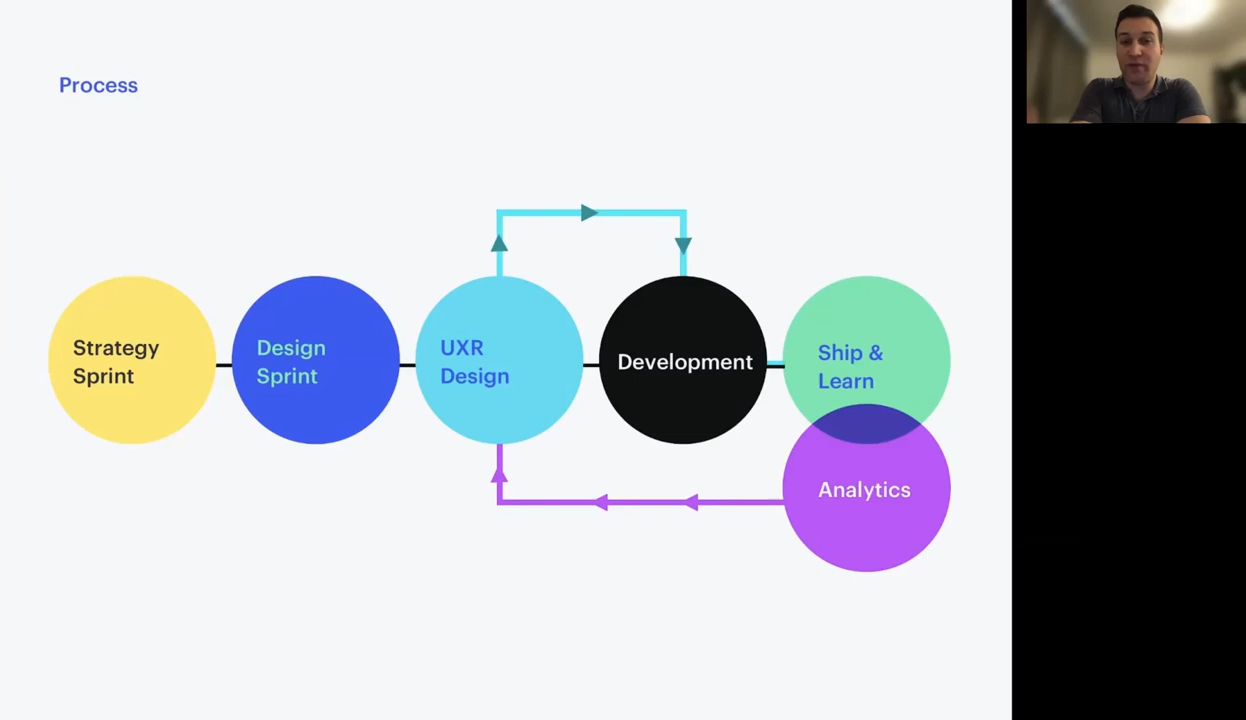 Process
Strategy
Sprint
Design
Sprint
UXR
Design
Development
Ship &
Learn
Analytics